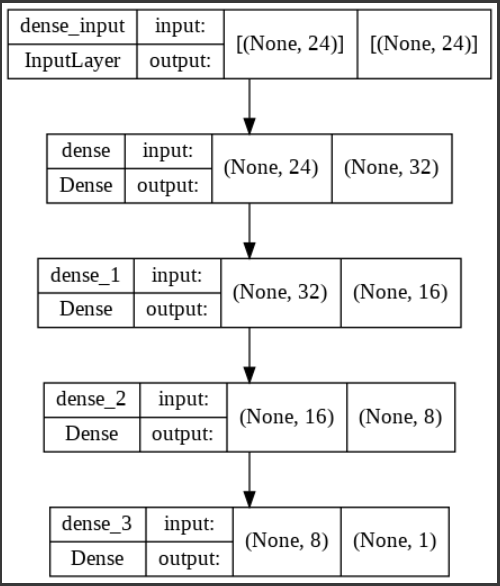 dense_input input: [(None, 24)] [(None, 24)]
InputLayer output:
dense input: (None, 24) (None, 32)
Dense output:
dense_1 input: (None, 32) (None, 16)
Dense output:
dense_2 input: (None, 16) (None, 8)
Dense output:
dense_3 input: (None, 8) (None, 1)
Dense output: